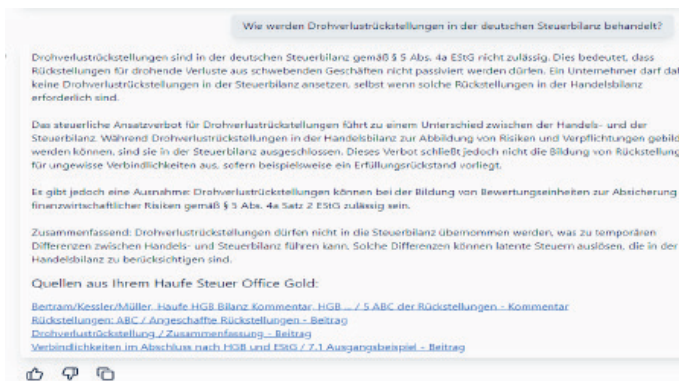 Wie werden Drohverlustrückstellungen in der deutschen Steuerbilanz behandelt?
Drohverlustrückstellungen sind in der deutschen Steuerbilanz gemäß § 5 Abs. 4a EStG nicht zulässig. Dies bedeutet, dass
Rückstellungen für drohende Verluste aus schwebenden Geschäften nicht passiviert werden dürfen. Ein Unternehmer darf
keine Drohverlustrückstellungen in der Steuerbilanz ansetzen, selbst wenn solche Rückstellungen in der Handelsbilanz
erforderlich sind.
Das steuerliche Ansatzverbot für Drohverlustrückstellungen führt zu einem Unterschied zwischen der Handels- und der
Steuerbilanz. Während Drohverlustrückstellungen in der Handelsbilanz zur Abbildung von Risiken und Verpflichtungen
werden können, sind sie in der Steuerbilanz ausgeschlossen. Dieses Verbot schließt jedoch nicht die Bildung von
für ungewisse Verbindlichkeiten aus, sofern beispielsweise ein Erfüllungsrückstand vorliegt.
Es gibt jedoch eine Ausnahme: Drohverlustrückstellungen können bei der Bildung von Bewertungseinheiten zur Absicherung
finanzwirtschaftlicher Risiken gemäß § 5 Abs. 4a Satz 2 EStG zulässig sein.
Zusammenfassend: Drohverlustrückstellungen dürfen nicht in die Steuerbilanz übernommen werden, was zu temporären
Differenzen zwischen Handels- und Steuerbilanz führen kann. Solche Differenzen können latente Steuern auslösen, die in der
Handelsbilanz zu berücksichtigen sind.
Quellen aus Ihrem Haufe Steuer Office Gold:
Bertram/Kessler/Müller, Haufe HGB Bilanz Kommentar, HGB ... / 5 ABC der Rückstellungen - Kommentar
Rückstellungen: ABC / Angeschaffte Rückstellungen - Beitrag
Drohverlustrückstellung / Zusammenfassung - Beitrag
Verbindlichkeiten im Abschluss nach HGB und EStG / 7.1 Ausgangsbeispiel - Beitrag